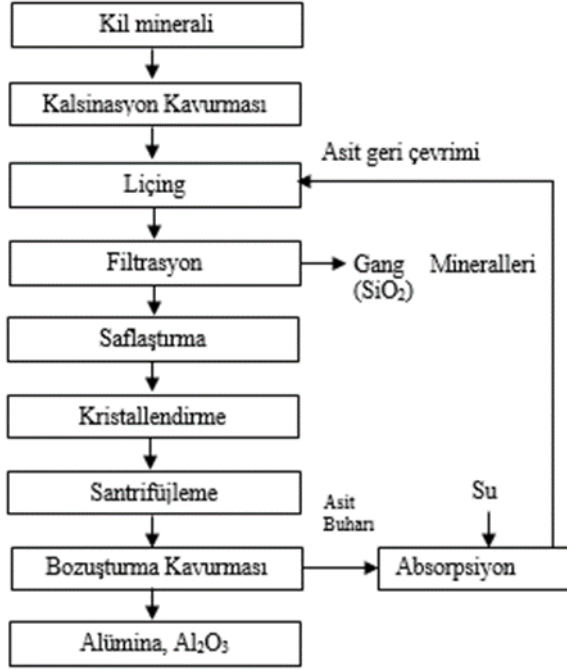 Kil minerali
Kalsinasyon Kavurması
Asit geri çevrimi
Liçing
Filtrasyon
Gang Mineralleri
(SiO₂)
Saflaştırma
Kristallendirme
Santrifüjleme
Asit
Buharı
Su
Bozuşturma Kavurması
Absorpsiyon
Alümina, Al₂O₃